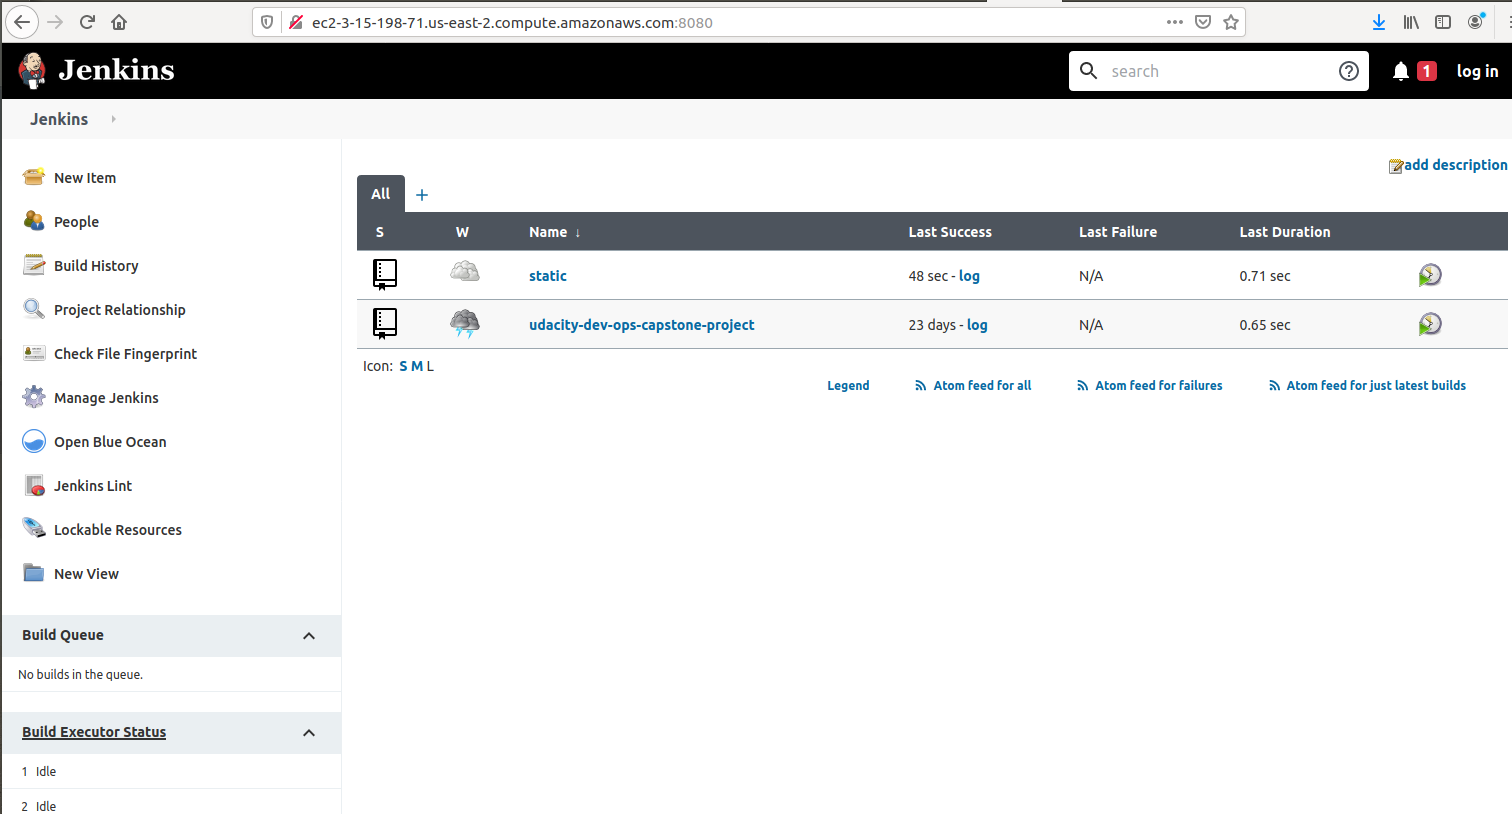 ec2-3-15-198-71.us-east-2.compute.amazonaws.com:8080
Jenkins
search
1
log in
Jenkins
New Item
People
Build History
Project Relationship
Check File Fingerprint
Manage Jenkins
Open Blue Ocean
Jenkins Lint
Lockable Resources
New View
Build Queue
No builds in the queue.
Build Executor Status
1 Idle
2 Idle
add description
All +
S W Name ↓ Last Success Last Failure Last Duration
static 48 sec - log N/A 0.71 sec
udacity-dev-ops-capstone-project 23 days - log N/A 0.65 sec
Icon: S M L
Legend Atom feed for all Atom feed for failures Atom feed for just latest builds